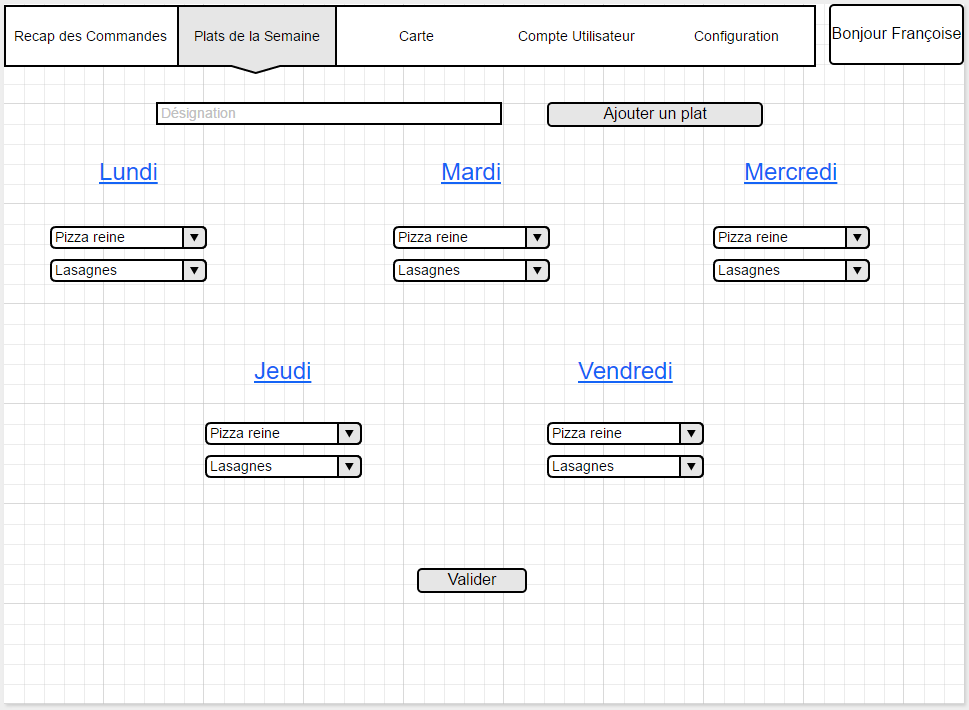 Recap des Commandes
Plats de la Semaine
Carte
Compte Utilisateur
Configuration
Bonjour Françoise
Désignation
Ajouter un plat
Lundi
Mardi
Mercredi
Pizza reine
Pizza reine
Pizza reine
Lasagnes
Lasagnes
Lasagnes
Jeudi
Vendredi
Pizza reine
Pizza reine
Lasagnes
Lasagnes
Valider